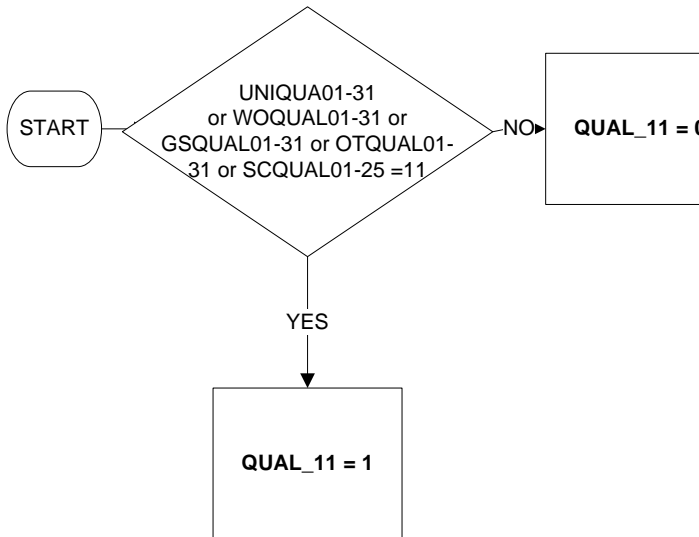 START
UNIQUA01-31
or WOQUAL01-31 or
GSQUAL01-31 or OTQUAL01-
31 or SCQUAL01-25 =11
NO
QUAL_11 = 0
YES
QUAL_11 = 1